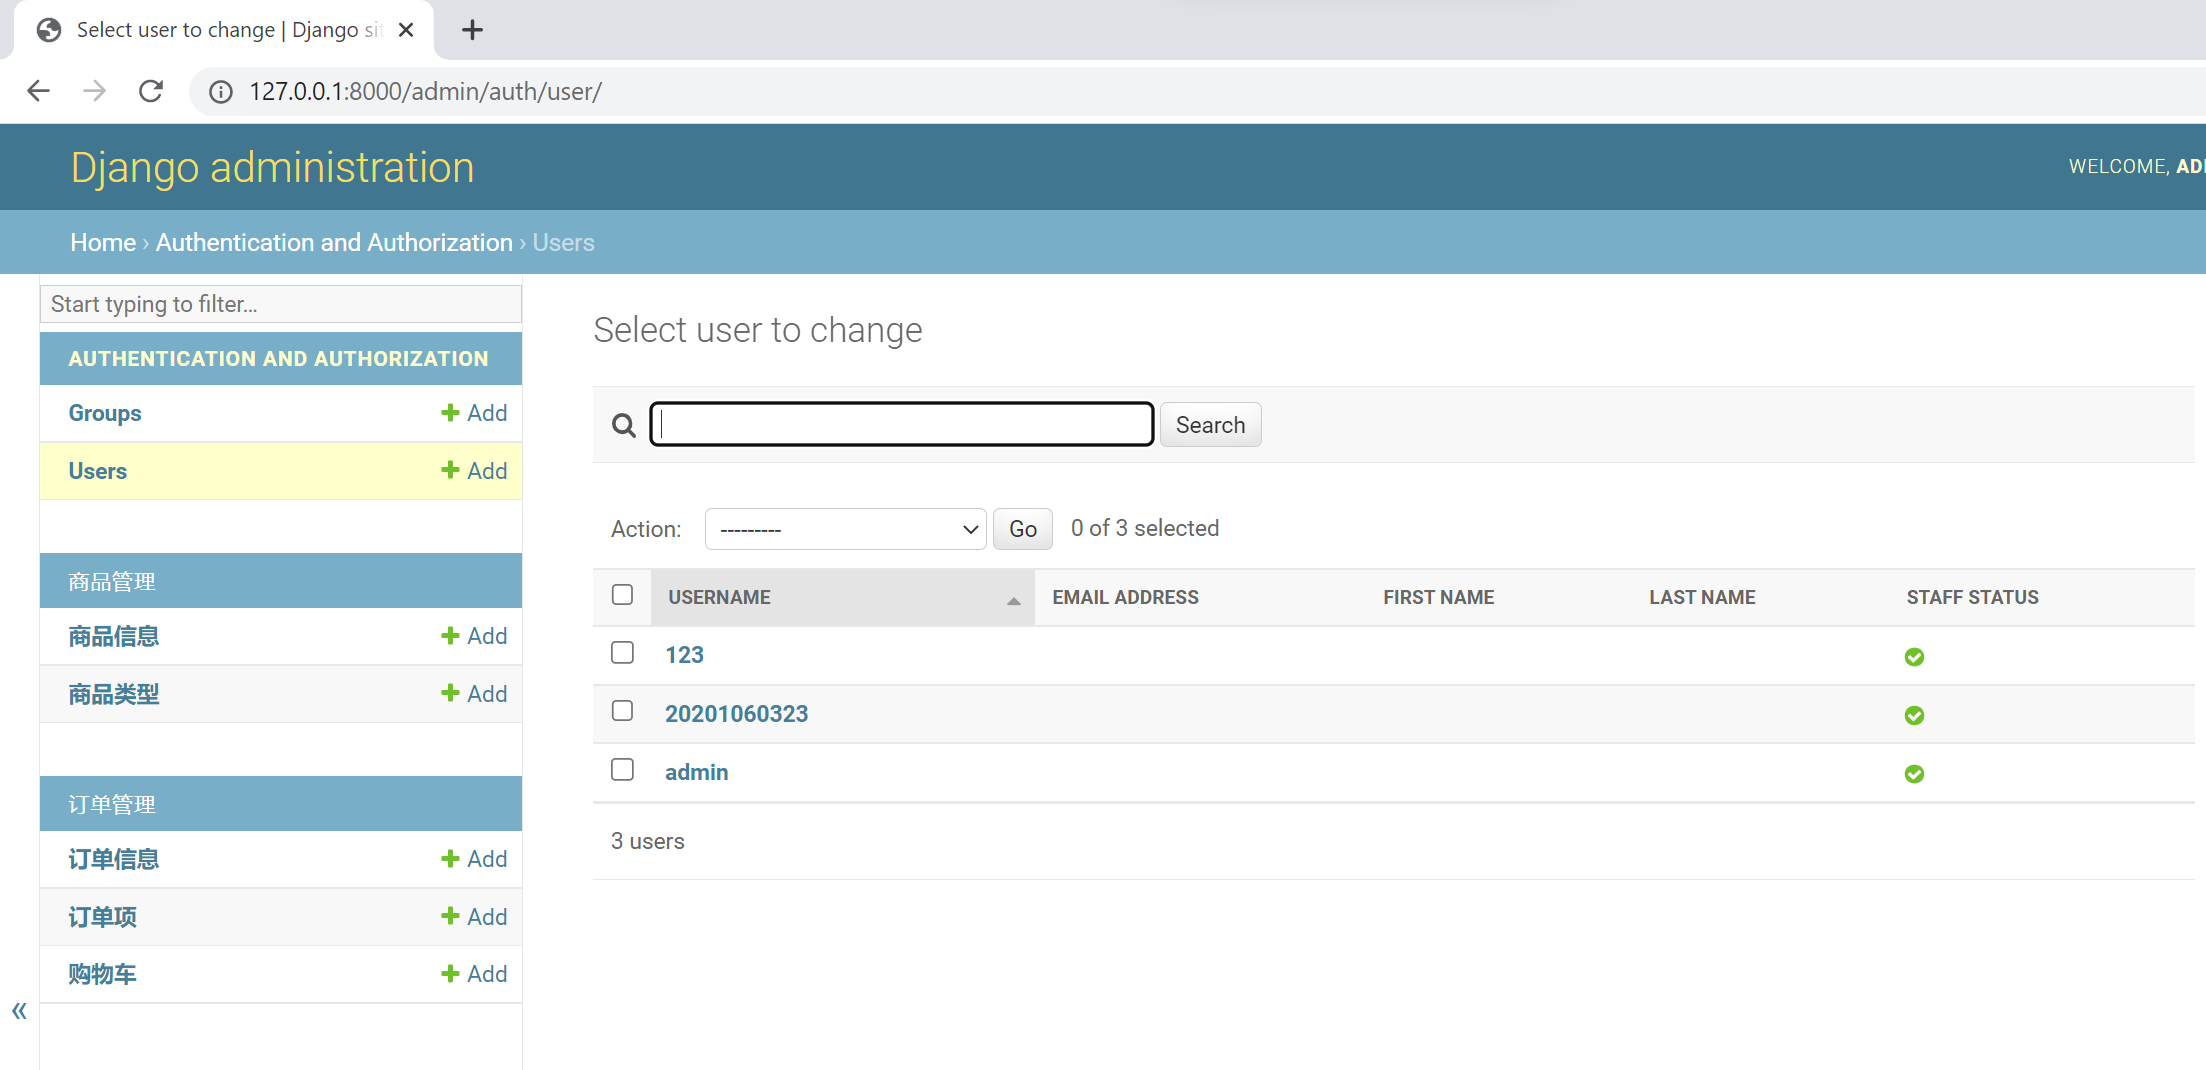 Select user to change | Django sit
127.0.0.1:8000/admin/auth/user/
Django administration
WELCOME, AD
Home › Authentication and Authorization › Users
Start typing to filter...
AUTHENTICATION AND AUTHORIZATION
Groups + Add
Users + Add
商品管理
商品信息 + Add
商品类型 + Add
订单管理
订单信息 + Add
订单项 + Add
购物车 + Add
«
Select user to change
Search
Action: --------- Go 0 of 3 selected
USERNAME EMAIL ADDRESS FIRST NAME LAST NAME STAFF STATUS
123
20201060323
admin
3 users